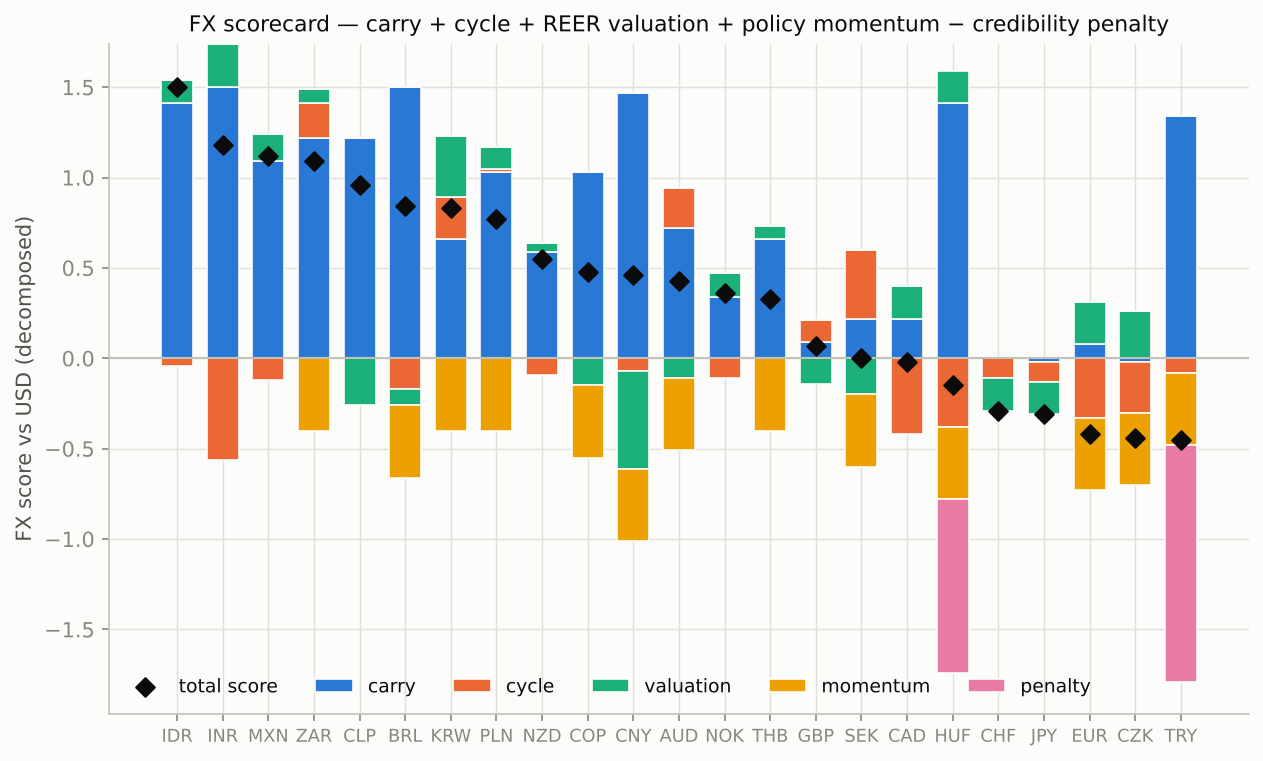 FX scorecard — carry + cycle + REER valuation + policy momentum − credibility penalty
FX score vs USD (decomposed)
1.5
1.0
0.5
0.0
−0.5
−1.0
−1.5
total score carry cycle valuation momentum penalty
IDR INR MXN ZAR CLP BRL KRW PLN NZD COP CNY AUD NOK THB GBP SEK CAD HUF CHF JPY EUR CZK TRY